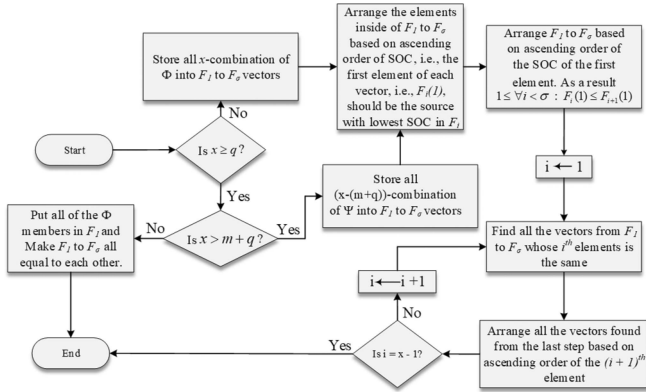 Start
Is x ≥ q?
No
Yes
Store all x-combination of
Φ into F1 to Fσ vectors
Arrange the elements
inside of F1 to Fσ
based on ascending
order of SOC, i.e., the
first element of each
vector, i.e., Fi(1),
should be the source
with lowest SOC in Fi
Arrange F1 to Fσ based
on ascending order of
the SOC of the first
element. As a result
1≤ ∀i< σ : Fi(1) ≤ Fi+1(1)
i ← 1
Is x> m + q ?
No
Yes
Put all of the Φ
members in F1 and
Make F1 to Fσ all
equal to each other.
Store all
(x-(m+q))-combination
of Ψ into F1 to Fσ vectors
Find all the vectors from F1
to Fσ whose ith elements is
the same
i←i +1
No
Is i = x - 1?
Yes
Arrange all the vectors found
from the last step based on
ascending order of the (i + 1)th
element
End